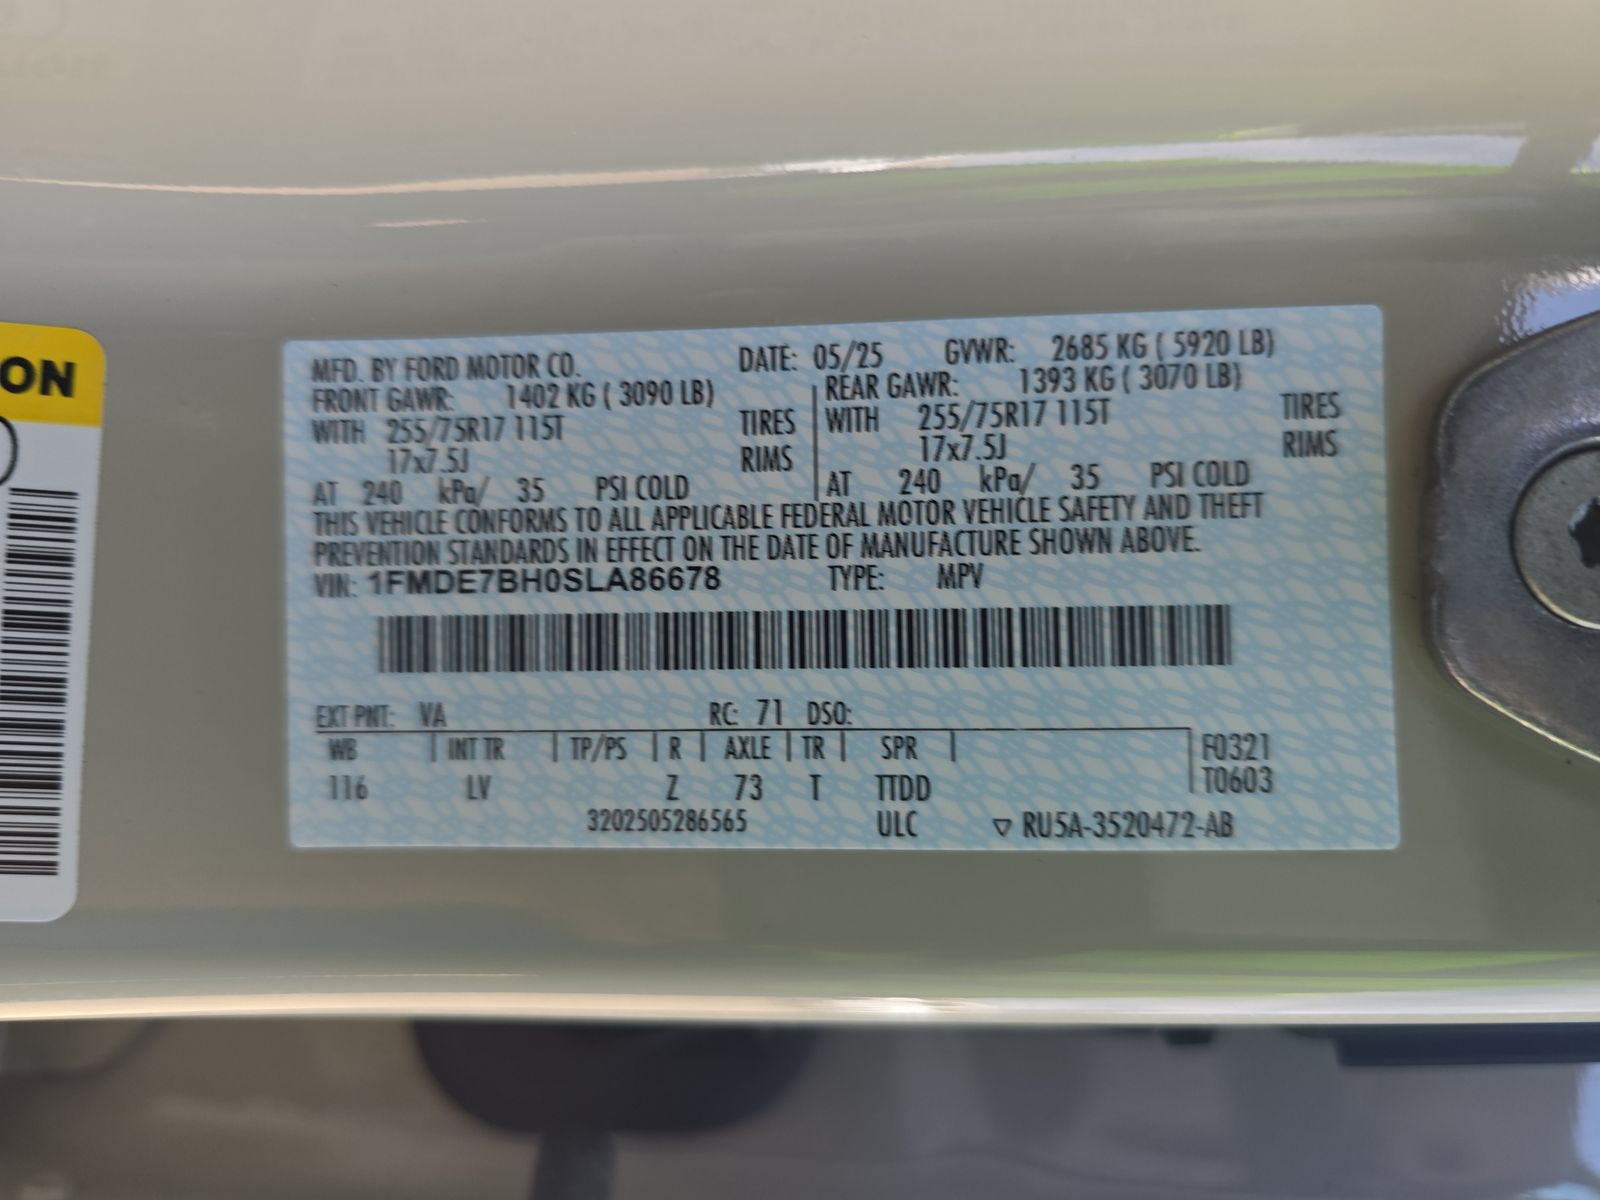 ON
MFD. BY FORD MOTOR CO. DATE: 05/25 GVWR: 2685 KG ( 5920 LB)
FRONT GAWR: 1402 KG ( 3090 LB) REAR GAWR: 1393 KG ( 3070 LB)
WITH 255/75R17 115T TIRES WITH 255/75R17 115T TIRES
17x7.5J RIMS 17x7.5J RIMS
AT 240 kPa/ 35 PSI COLD AT 240 kPa/ 35 PSI COLD
THIS VEHICLE CONFORMS TO ALL APPLICABLE FEDERAL MOTOR VEHICLE SAFETY AND THEFT
PREVENTION STANDARDS IN EFFECT ON THE DATE OF MANUFACTURE SHOWN ABOVE.
VIN: 1FMDE7BH0SLA86678 TYPE: MPV
EXT PNT: VA RC: 71 DSO:
WB INT TR TP/PS R AXLE TR SPR F0321
116 LV Z 73 T TTDD T0603
3202505286565 ULC ▽ RU5A-3520472-AB